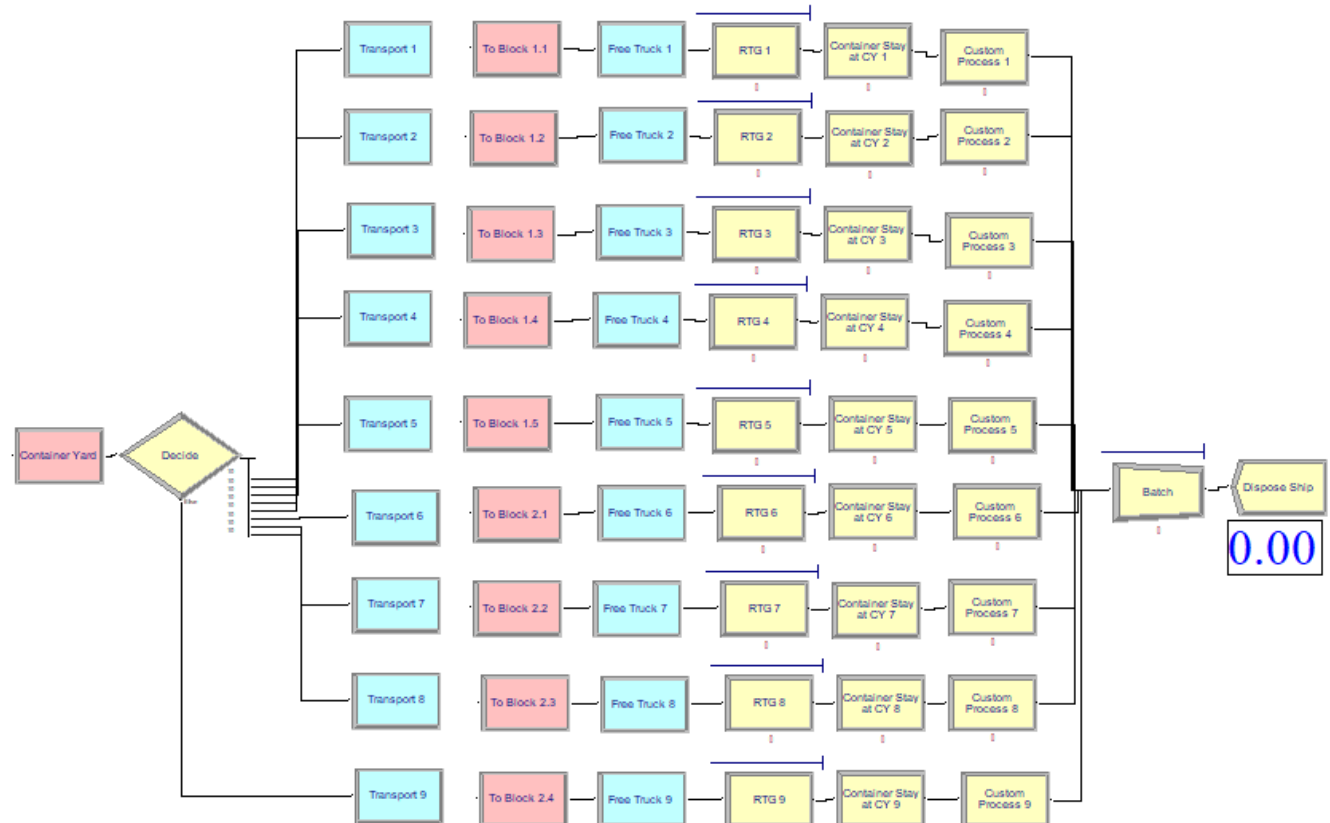 Transport 1
To Block 1.1
Free Truck 1
RTG 1
Container Stay
at CY 1
Custom
Process 1
Transport 2
To Block 1.2
Free Truck 2
RTG 2
Container Stay
at CY 2
Custom
Process 2
Transport 3
To Block 1.3
Free Truck 3
RTG 3
Container Stay
at CY 3
Custom
Process 3
Transport 4
To Block 1.4
Free Truck 4
RTG 4
Container Stay
at CY 4
Custom
Process 4
Container Yard
Decide
Else
Transport 5
To Block 1.5
Free Truck 5
RTG 5
Container Stay
at CY 5
Custom
Process 5
Transport 6
To Block 2.1
Free Truck 6
RTG 6
Container Stay
at CY 6
Custom
Process 6
Batch
Dispose Ship
0.00
Transport 7
To Block 2.2
Free Truck 7
RTG 7
Container Stay
at CY 7
Custom
Process 7
Transport 8
To Block 2.3
Free Truck 8
RTG 8
Container Stay
at CY 8
Custom
Process 8
Transport 9
To Block 2.4
Free Truck 9
RTG 9
Container Stay
at CY 9
Custom
Process 9